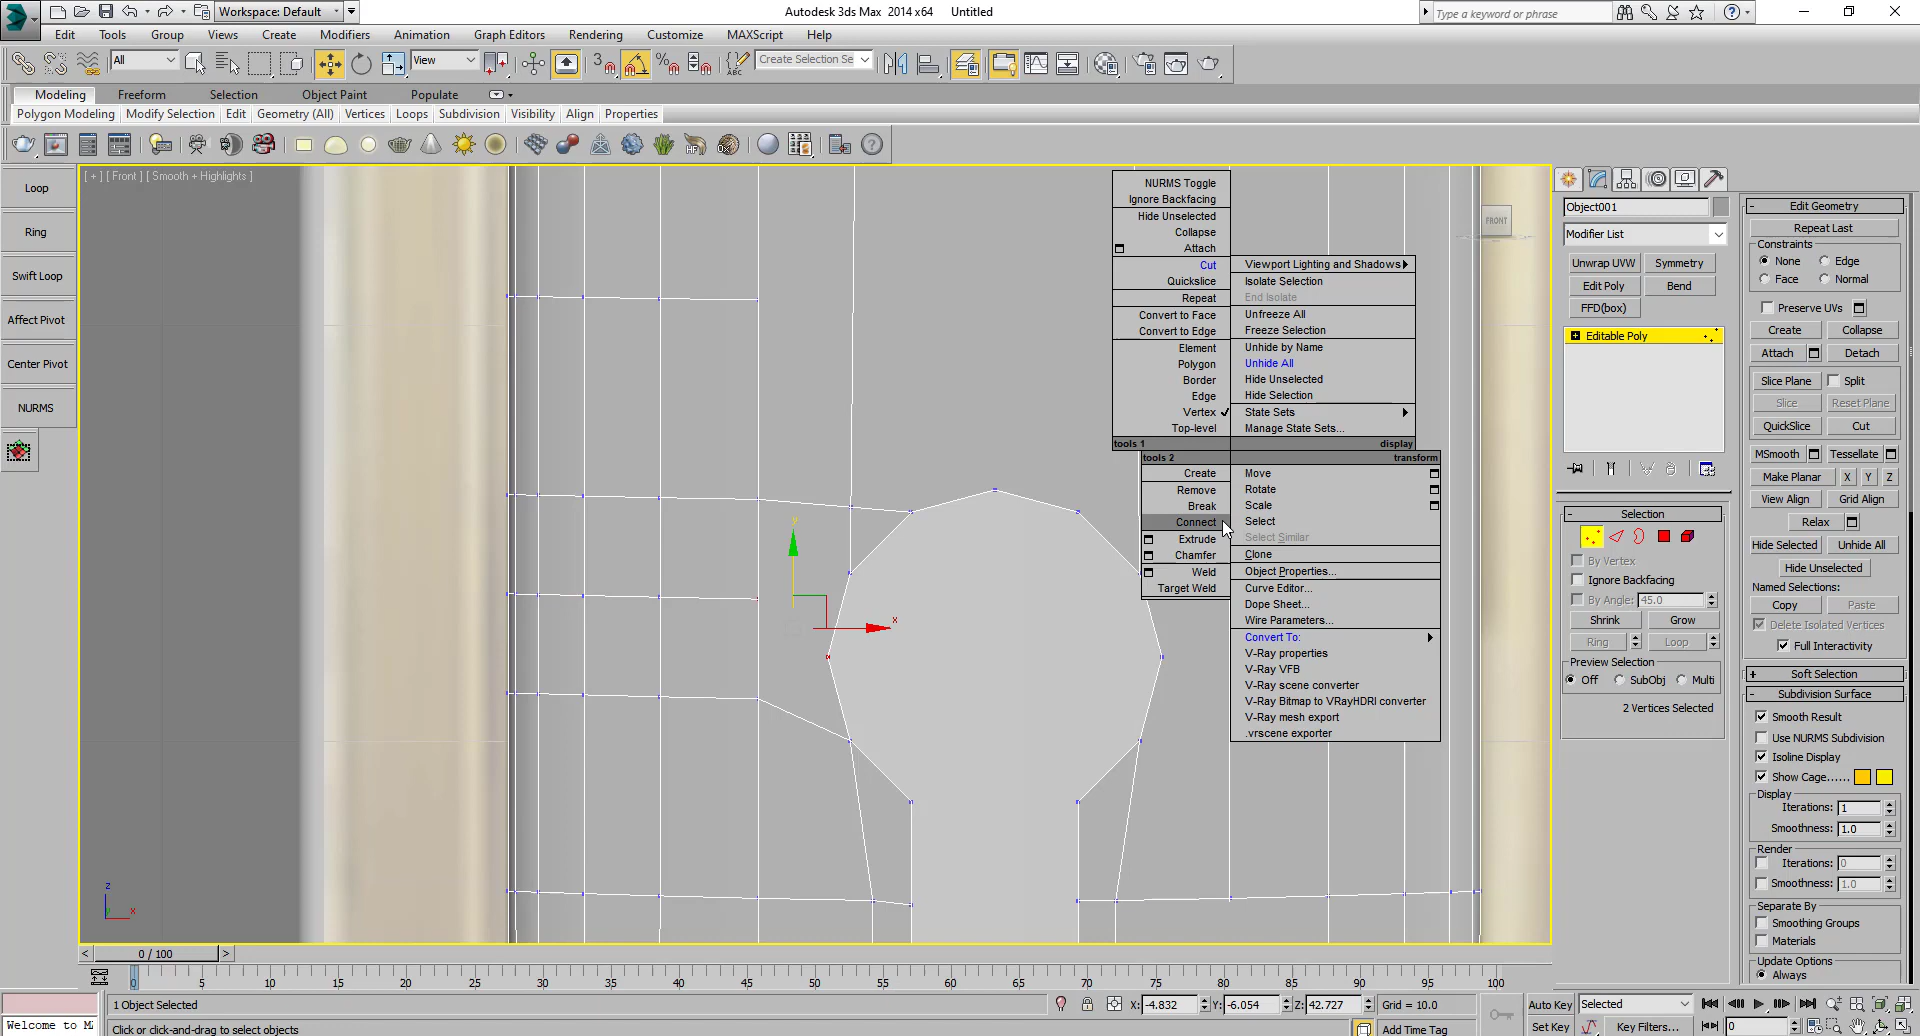 Workspace: Default
Autodesk 3ds Max 2014 x64 Untitled
Type a keyword or phrase
Edit Tools Group Views Create Modifiers Animation Graph Editors Rendering Customize MAXScript Help
All
View
3
ABC
Create Selection Se
Modeling Freeform Selection Object Paint Populate
Polygon Modeling Modify Selection Edit Geometry (All) Vertices Loops Subdivision Visibility Align Properties
Loop
Ring
Swift Loop
Affect Pivot
Center Pivot
NURMS
[ + ] [ Front ] [ Smooth + Highlights ]
FRONT
NURMS Toggle
Ignore Backfacing
Hide Unselected
Collapse
Attach
Cut
Quickslice
Repeat
Convert to Face
Convert to Edge
Element
Polygon
Border
Edge
Vertex
Top-level
tools 1
Viewport Lighting and Shadows
Isolate Selection
End Isolate
Unfreeze All
Freeze Selection
Unhide by Name
Unhide All
Hide Unselected
Hide Selection
State Sets
Manage State Sets...
display
tools 2
Create
Remove
Break
Connect
Extrude
Chamfer
Weld
Target Weld
transform
Move
Rotate
Scale
Select
Select Similar
Clone
Object Properties...
Curve Editor...
Dope Sheet...
Wire Parameters...
Convert To:
V-Ray properties
V-Ray VFB
V-Ray scene converter
V-Ray Bitmap to VRayHDRI converter
V-Ray mesh export
.vrscene exporter
y
x
z
x
Object001
Modifier List
Unwrap UVW Symmetry
Edit Poly Bend
FFD(box)
Editable Poly
Selection
By Vertex
Ignore Backfacing
By Angle: 45.0
Shrink Grow
Ring Loop
Preview Selection
Off SubObj Multi
2 Vertices Selected
Edit Geometry
Repeat Last
Constraints
None Edge
Face Normal
Preserve UVs
Create Collapse
Attach Detach
Slice Plane Split
Slice Reset Plane
QuickSlice Cut
MSmooth Tessellate
Make Planar X Y Z
View Align Grid Align
Relax
Hide Selected Unhide All
Hide Unselected
Named Selections:
Copy Paste
Delete Isolated Vertices
Full Interactivity
Soft Selection
Subdivision Surface
Smooth Result
Use NURMS Subdivision
Isoline Display
Show Cage......
Display
Iterations: 1
Smoothness: 1.0
Render
Iterations: 0
Smoothness: 1.0
Separate By
Smoothing Groups
Materials
Update Options
Always
< 0 / 100 >
0 5 10 15 20 25 30 35 40 45 50 55 60 65 70 75 80 85 90 95 100
1 Object Selected
X: -4.832 Y: -6.054 Z: 42.727 Grid = 10.0
Auto Key Selected
Welcome to
Click or click-and-drag to select objects
Add Time Tag
Set Key Key Filters...
0